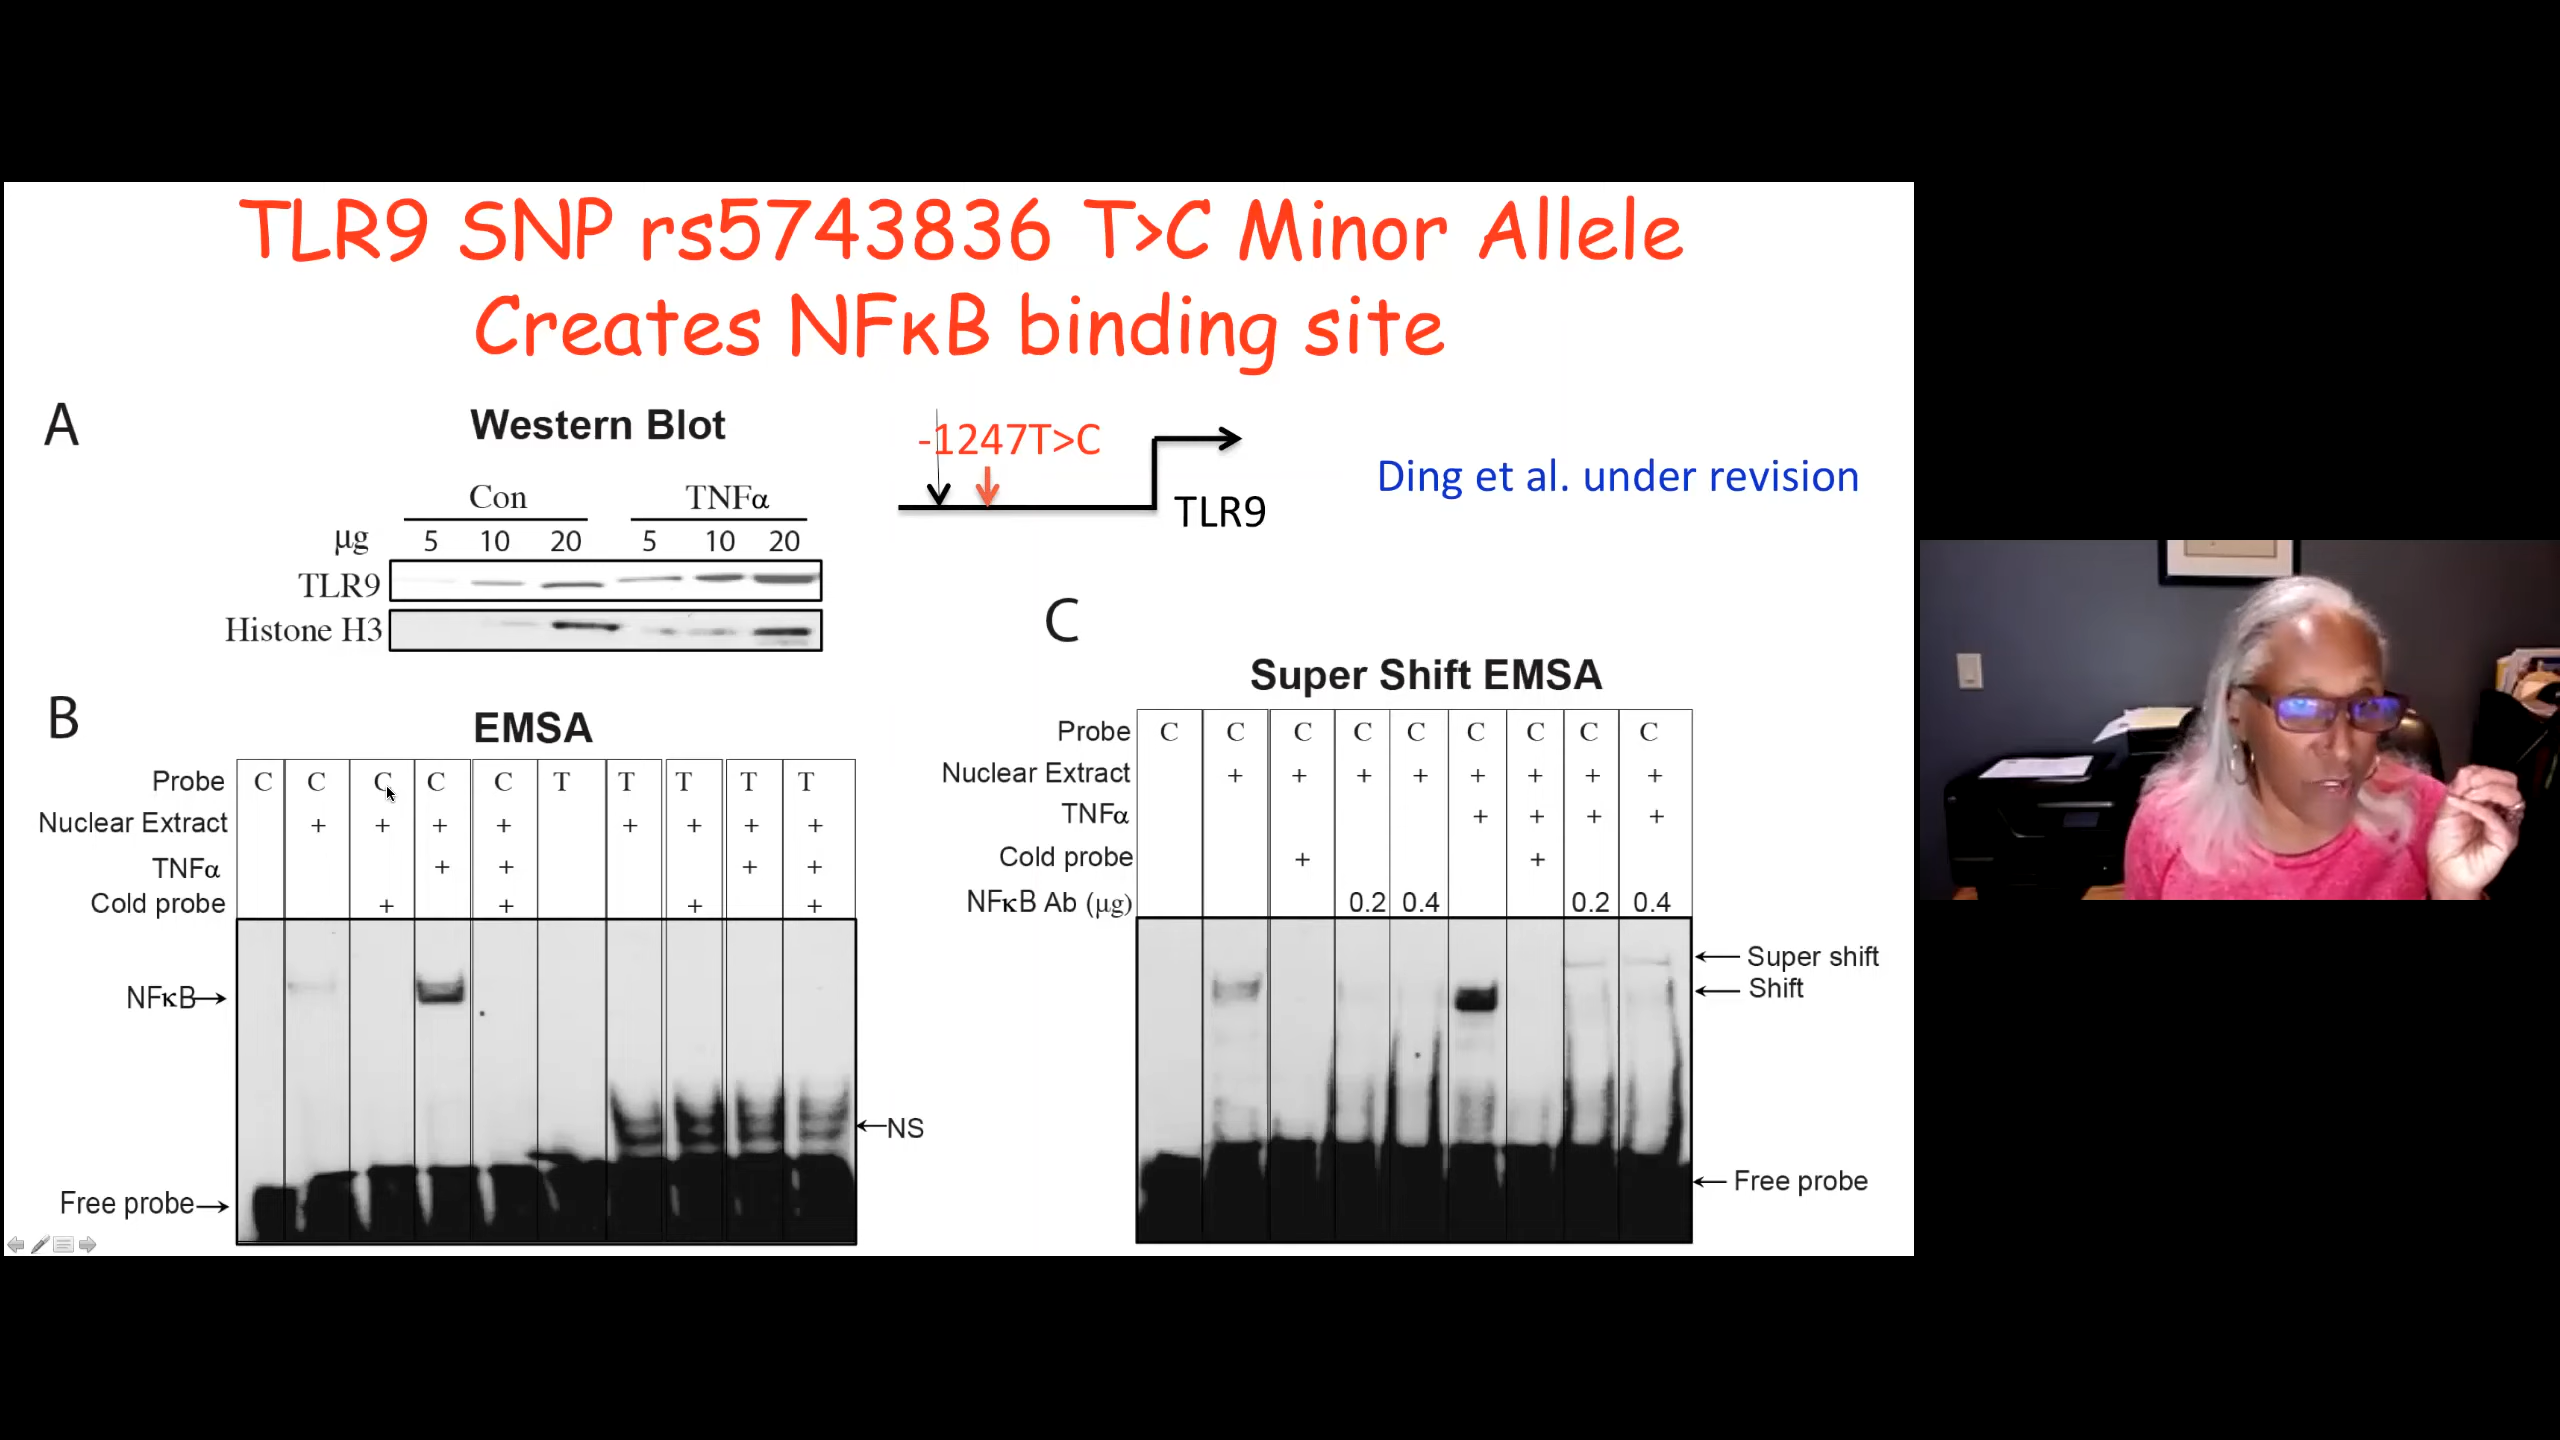 TLR9 SNP rs5743836 T>C Minor Allele
Creates NFκB binding site
A
Western Blot
Con TNFα
µg 5 10 20 5 10 20
TLR9
Histone H3
-1247T>C
TLR9
Ding et al. under revision
B
EMSA
Probe C C C C C T T T T T
Nuclear Extract + + + + + + + +
TNFα + + + +
Cold probe + + + +
NFκB
NS
Free probe
C
Super Shift EMSA
Probe C C C C C C C C C
Nuclear Extract + + + + + + + +
TNFα + + + +
Cold probe + +
NFκB Ab (µg) 0.2 0.4 0.2 0.4
Super shift
Shift
Free probe